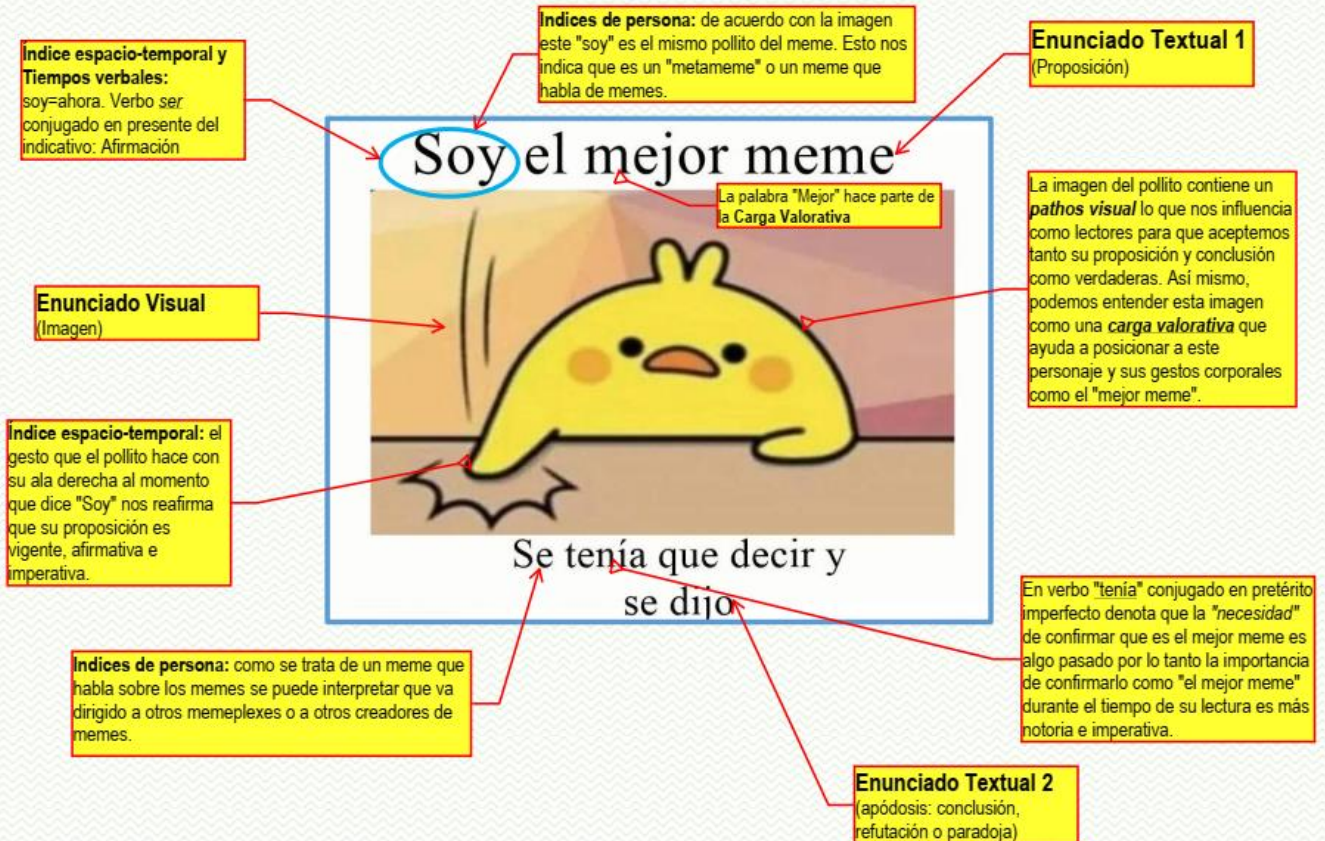 Indices de persona: de acuerdo con la imagen
este "soy" es el mismo pollito del meme. Esto nos
indica que es un "metameme" o un meme que
habla de memes.
Índice espacio-temporal y
Tiempos verbales:
soy=ahora. Verbo ser
conjugado en presente del
indicativo: Afirmación
Enunciado Textual 1
(Proposición)
Soy el mejor meme
La palabra "Mejor" hace parte de
la Carga Valorativa
La imagen del pollito contiene un
pathos visual lo que nos influencia
como lectores para que aceptemos
tanto su proposición y conclusión
como verdaderas. Así mismo,
podemos entender esta imagen
como una carga valorativa que
ayuda a posicionar a este
personaje y sus gestos corporales
como el "mejor meme".
Enunciado Visual
(Imagen)
Indice espacio-temporal: el
gesto que el pollito hace con
su ala derecha al momento
que dice "Soy" nos reafirma
que su proposición es
vigente, afirmativa e
imperativa.
Se tenía que decir y
se dijo
En verbo "tenía" conjugado en pretérito
imperfecto denota que la "necesidad"
de confirmar que es el mejor meme es
algo pasado por lo tanto la importancia
de confirmarlo como "el mejor meme"
durante el tiempo de su lectura es más
notoria e imperativa.
Indices de persona: como se trata de un meme que
habla sobre los memes se puede interpretar que va
dirigido a otros memeplexes o a otros creadores de
memes.
Enunciado Textual 2
(apódosis: conclusión,
refutación o paradoja)